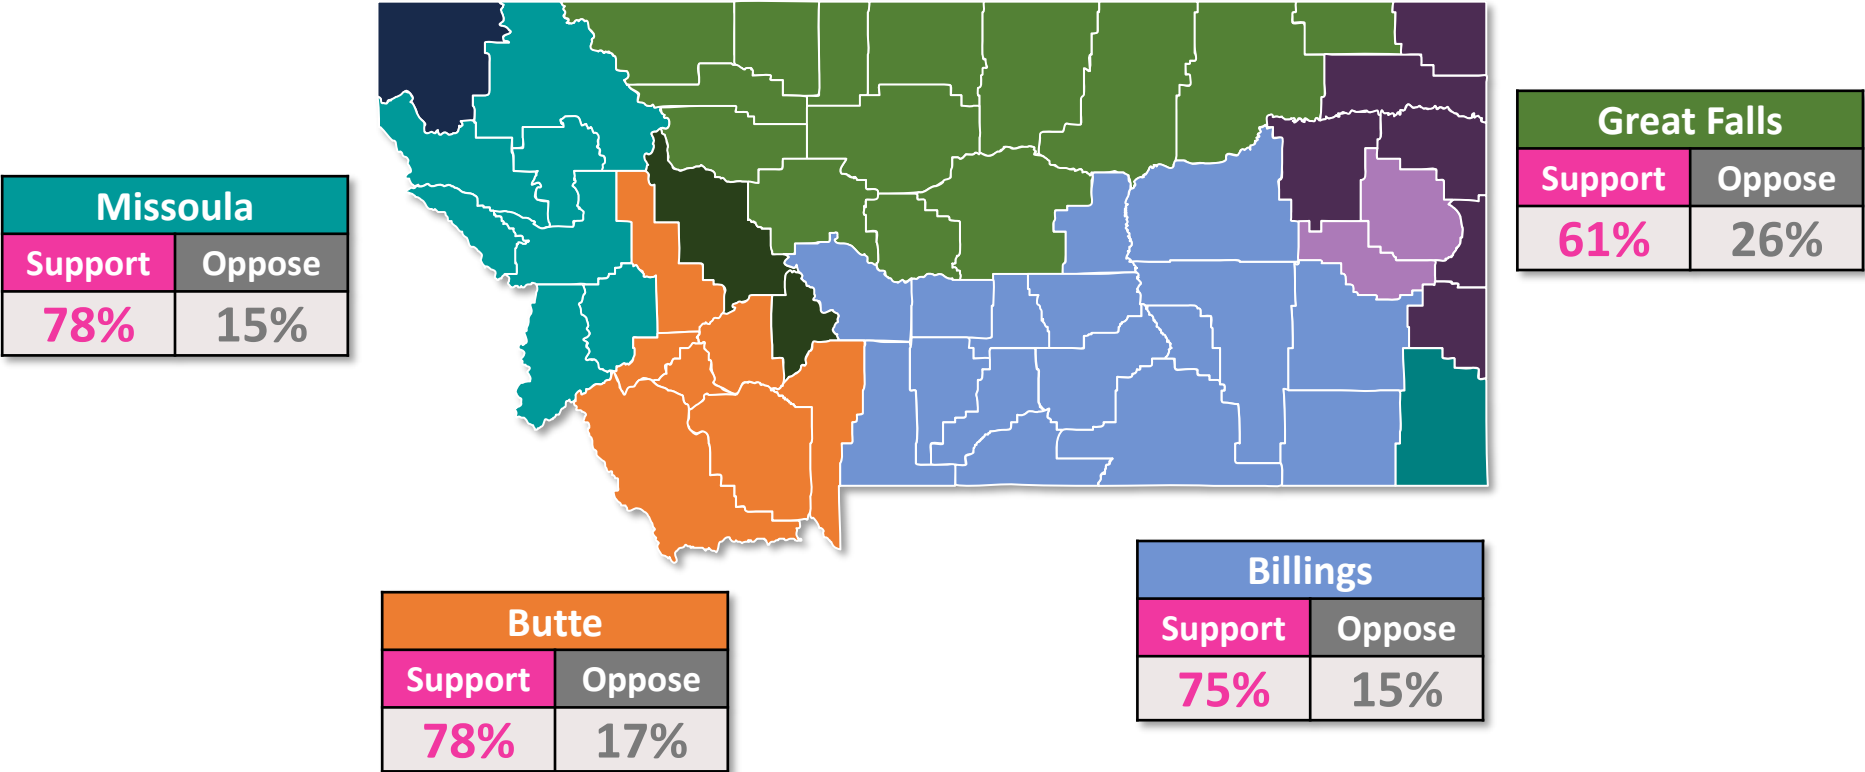 Great Falls
Support Oppose
61% 26%
Missoula
Support Oppose
78% 15%
Billings
Support Oppose
75% 15%
Butte
Support Oppose
78% 17%